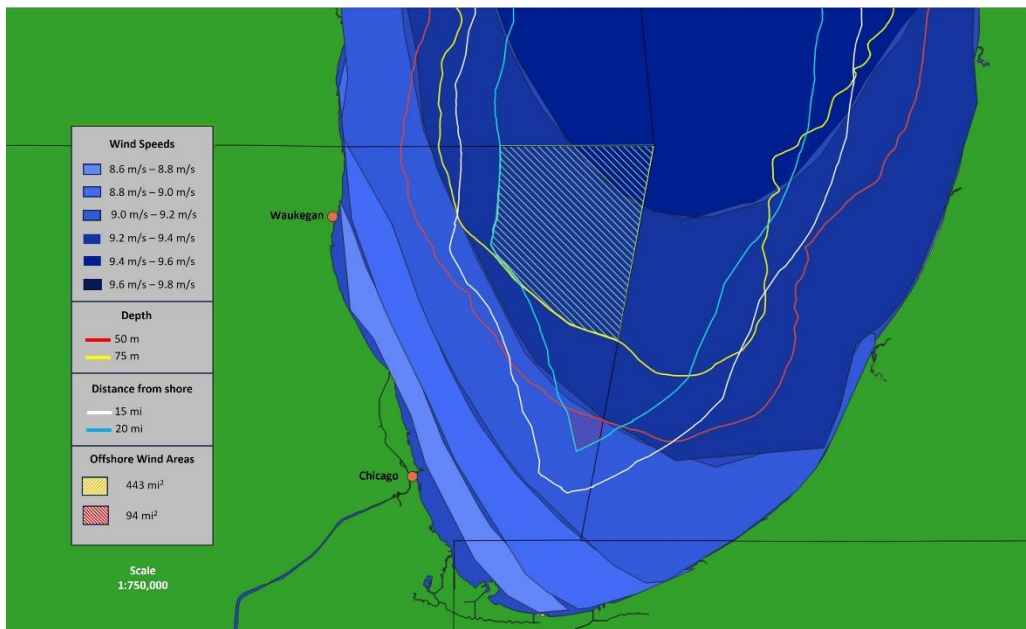 Wind Speeds
8.6 m/s – 8.8 m/s
8.8 m/s – 9.0 m/s
9.0 m/s – 9.2 m/s
9.2 m/s – 9.4 m/s
9.4 m/s – 9.6 m/s
9.6 m/s – 9.8 m/s
Depth
50 m
75 m
Distance from shore
15 mi
20 mi
Offshore Wind Areas
443 mi²
94 mi²
Scale
1:750,000
Waukegan
Chicago